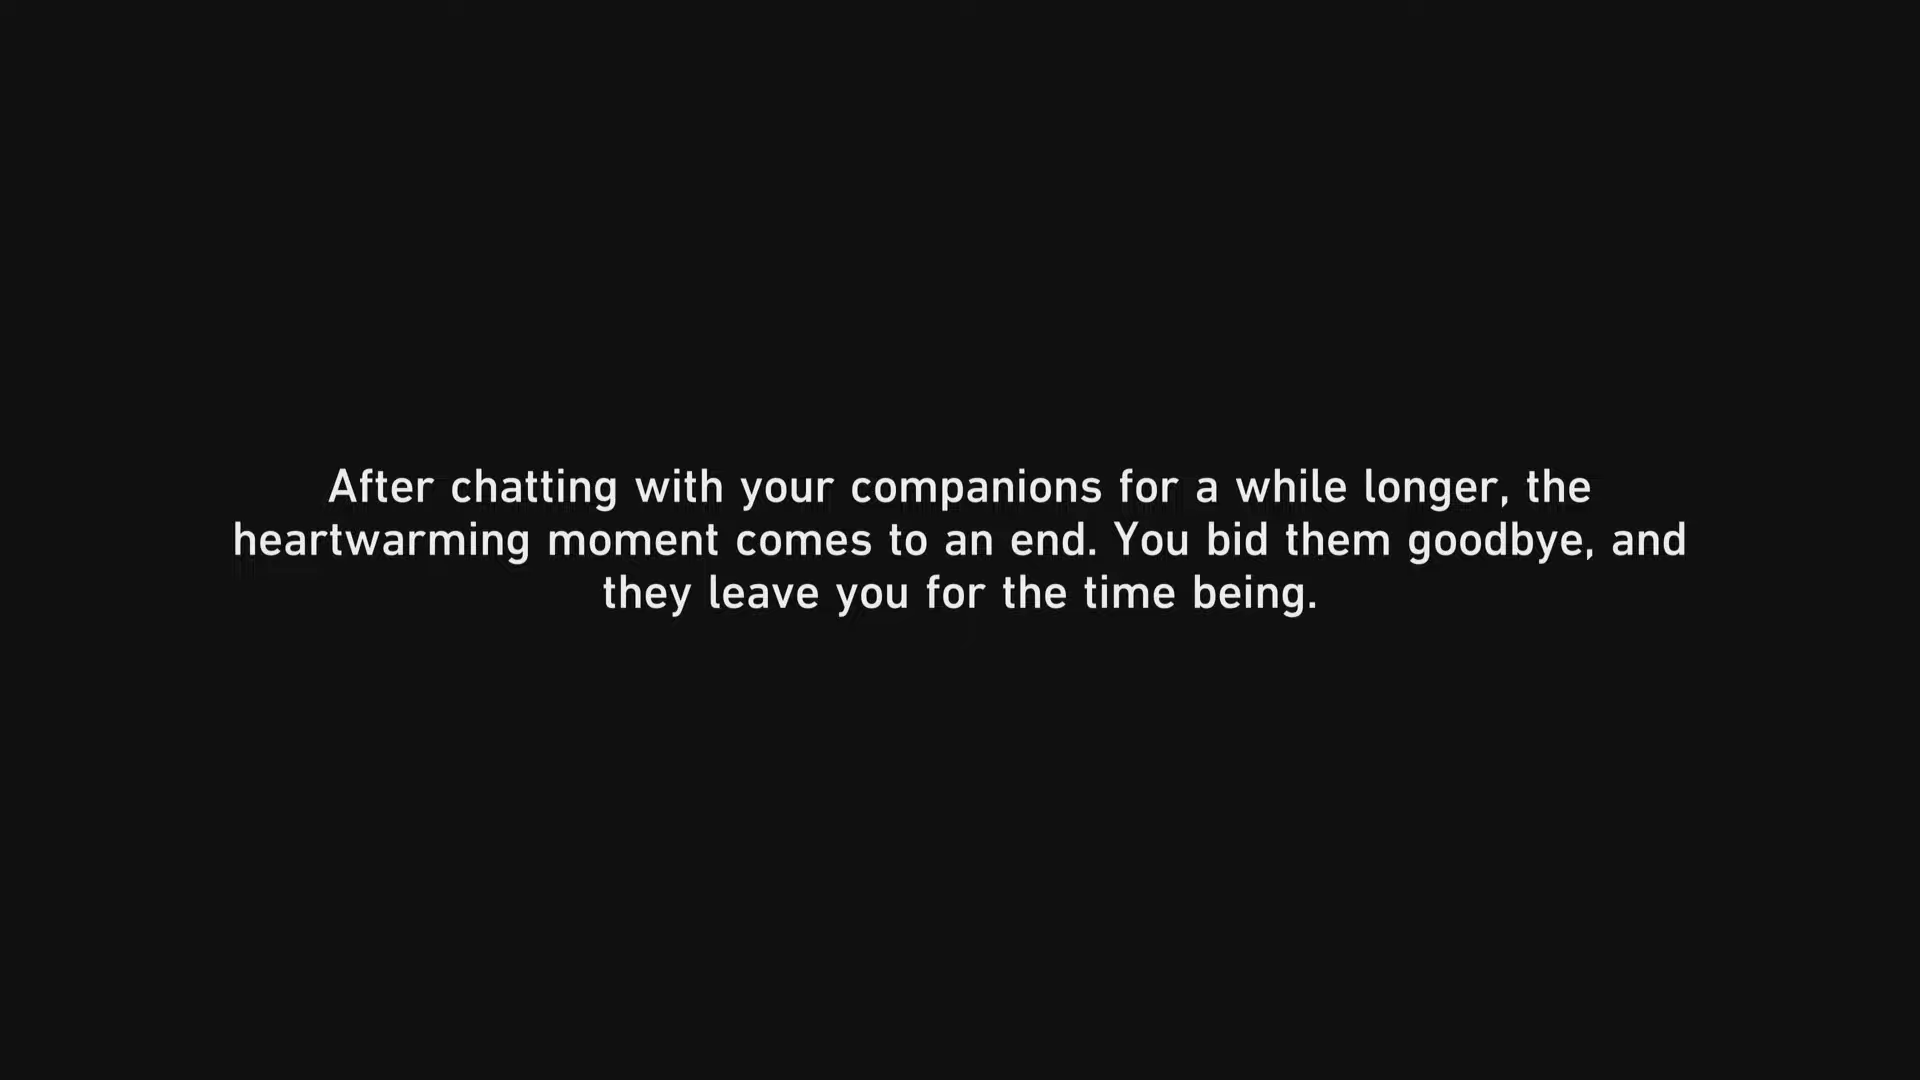 After chatting with your companions for a while longer, the
heartwarming moment comes to an end. You bid them goodbye, and
they leave you for the time being.